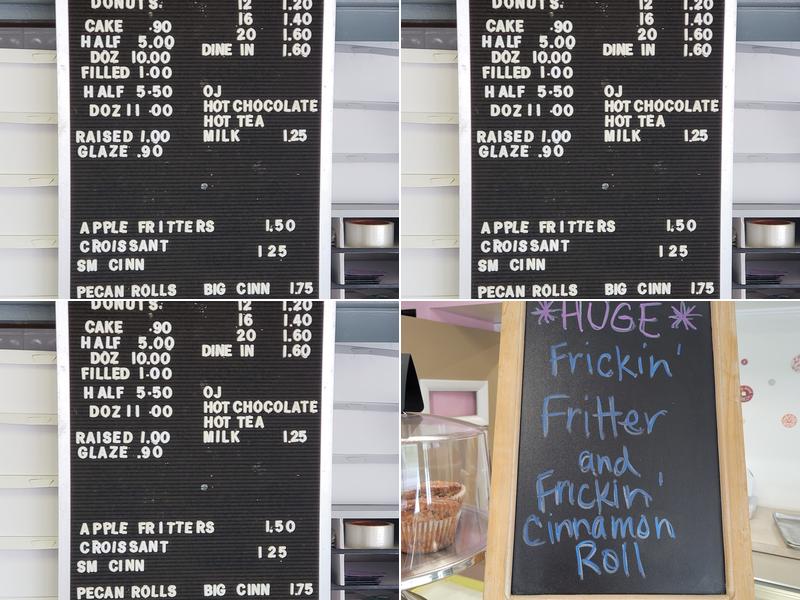 DONUTS. 12 1.20
CAKE .90 16 1.40
HALF 5.00 20 1.60
DOZ 10.00 DINE IN 1.60
FILLED 1.00
HALF 5.50 OJ
DOZ 11.00 HOT CHOCOLATE
HOT TEA
RAISED 1.00 MILK 1.25
GLAZE .90
APPLE FRITTERS 1.50
CROISSANT 1 25
SM CINN
PECAN ROLLS BIG CINN 1.75
DONUTS. 12 1.20
CAKE .90 16 1.40
HALF 5.00 20 1.60
DOZ 10.00 DINE IN 1.60
FILLED 1.00
HALF 5.50 OJ
DOZ 11.00 HOT CHOCOLATE
HOT TEA
RAISED 1.00 MILK 1.25
GLAZE .90
APPLE FRITTERS 1.50
CROISSANT 1 25
SM CINN
PECAN ROLLS BIG CINN 1.75
DONUTS. 12 1.20
CAKE .90 16 1.40
HALF 5.00 20 1.60
DOZ 10.00 DINE IN 1.60
FILLED 1.00
HALF 5.50 OJ
DOZ 11.00 HOT CHOCOLATE
HOT TEA
RAISED 1.00 MILK 1.25
GLAZE .90
APPLE FRITTERS 1.50
CROISSANT 1 25
SM CINN
PECAN ROLLS BIG CINN 1.75
*HUGE*
Frickin'
Fritter
and
Frickin'
Cinnamon
Roll